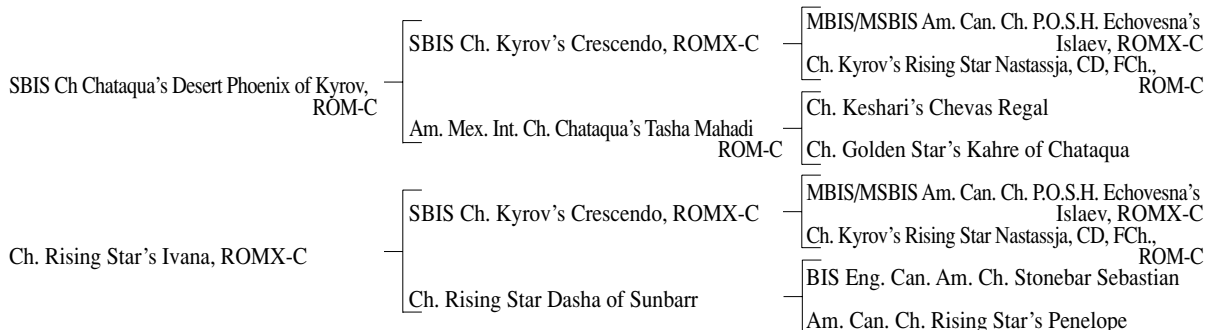 MBIS/MSBIS Am. Can. Ch. P.O.S.H. Echovesna's
Islaev, ROMX-C
SBIS Ch. Kyrov's Crescendo, ROMX-C
Ch. Kyrov's Rising Star Nastassja, CD, FCh.,
ROM-C
SBIS Ch Chataqua's Desert Phoenix of Kyrov,
ROM-C
Ch. Keshari's Chevas Regal
Am. Mex. Int. Ch. Chataqua's Tasha Mahadi
ROM-C
Ch. Golden Star's Kahre of Chataqua
MBIS/MSBIS Am. Can. Ch. P.O.S.H. Echovesna's
Islaev, ROMX-C
SBIS Ch. Kyrov's Crescendo, ROMX-C
Ch. Kyrov's Rising Star Nastassja, CD, FCh.,
ROM-C
Ch. Rising Star's Ivana, ROMX-C
BIS Eng. Can. Am. Ch. Stonebar Sebastian
Ch. Rising Star Dasha of Sunbarr
Am. Can. Ch. Rising Star's Penelope